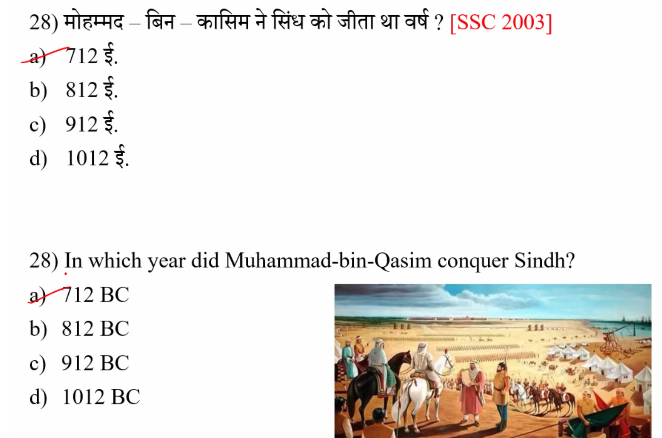 28) मोहम्मद – बिन – कासिम ने सिंध को जीता था वर्ष ? [SSC 2003]
a) 712 ई.
b) 812 ई.
c) 912 ई.
d) 1012 ई.
28) In which year did Muhammad-bin-Qasim conquer Sindh?
a) 712 BC
b) 812 BC
c) 912 BC
d) 1012 BC